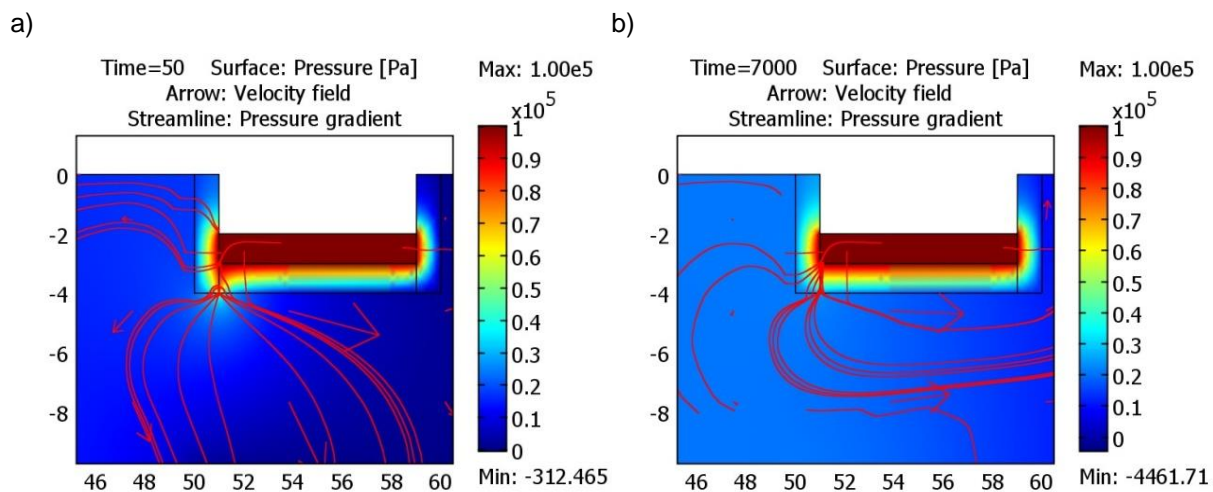 a)
Time=50 Surface: Pressure [Pa]
Arrow: Velocity field
Streamline: Pressure gradient
Max: 1.00e5
x10⁵
1
0.9
0.8
0.7
0.6
0.5
0.4
0.3
0.2
0.1
0
Min: -312.465
0
-2
-4
-6
-8
46 48 50 52 54 56 58 60
b)
Time=7000 Surface: Pressure [Pa]
Arrow: Velocity field
Streamline: Pressure gradient
Max: 1.00e5
x10⁵
1
0.9
0.8
0.7
0.6
0.5
0.4
0.3
0.2
0.1
0
Min: -4461.71
0
-2
-4
-6
-8
46 48 50 52 54 56 58 60